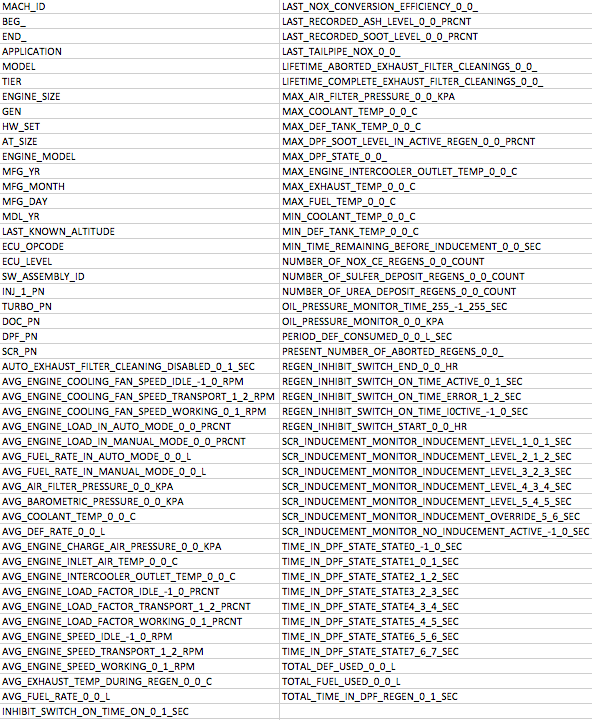 MACH_ID
BEG_
END_
APPLICATION
MODEL
TIER
ENGINE_SIZE
GEN
HW_SET
AT_SIZE
ENGINE_MODEL
MFG_YR
MFG_MONTH
MFG_DAY
MDL_YR
LAST_KNOWN_ALTITUDE
ECU_OPCODE
ECU_LEVEL
SW_ASSEMBLY_ID
INJ_1_PN
TURBO_PN
DOC_PN
DPF_PN
SCR_PN
AUTO_EXHAUST_FILTER_CLEANING_DISABLED_0_1_SEC
AVG_ENGINE_COOLING_FAN_SPEED_IDLE_-1_0_RPM
AVG_ENGINE_COOLING_FAN_SPEED_TRANSPORT_1_2_RPM
AVG_ENGINE_COOLING_FAN_SPEED_WORKING_0_1_RPM
AVG_ENGINE_LOAD_IN_AUTO_MODE_0_0_PRCNT
AVG_ENGINE_LOAD_IN_MANUAL_MODE_0_0_PRCNT
AVG_FUEL_RATE_IN_AUTO_MODE_0_0_L
AVG_FUEL_RATE_IN_MANUAL_MODE_0_0_L
AVG_AIR_FILTER_PRESSURE_0_0_KPA
AVG_BAROMETRIC_PRESSURE_0_0_KPA
AVG_COOLANT_TEMP_0_0_C
AVG_DEF_RATE_0_0_L
AVG_ENGINE_CHARGE_AIR_PRESSURE_0_0_KPA
AVG_ENGINE_INLET_AIR_TEMP_0_0_C
AVG_ENGINE_INTERCOOLER_OUTLET_TEMP_0_0_C
AVG_ENGINE_LOAD_FACTOR_IDLE_-1_0_PRCNT
AVG_ENGINE_LOAD_FACTOR_TRANSPORT_1_2_PRCNT
AVG_ENGINE_LOAD_FACTOR_WORKING_0_1_PRCNT
AVG_ENGINE_SPEED_IDLE_-1_0_RPM
AVG_ENGINE_SPEED_TRANSPORT_1_2_RPM
AVG_ENGINE_SPEED_WORKING_0_1_RPM
AVG_EXHAUST_TEMP_DURING_REGEN_0_0_C
AVG_FUEL_RATE_0_0_L
INHIBIT_SWITCH_ON_TIME_ON_0_1_SEC
LAST_NOX_CONVERSION_EFFICIENCY_0_0_
LAST_RECORDED_ASH_LEVEL_0_0_PRCNT
LAST_RECORDED_SOOT_LEVEL_0_0_PRCNT
LAST_TAILPIPE_NOX_0_0_
LIFETIME_ABORTED_EXHAUST_FILTER_CLEANINGS_0_0_
LIFETIME_COMPLETE_EXHAUST_FILTER_CLEANINGS_0_0_
MAX_AIR_FILTER_PRESSURE_0_0_KPA
MAX_COOLANT_TEMP_0_0_C
MAX_DEF_TANK_TEMP_0_0_C
MAX_DPF_SOOT_LEVEL_IN_ACTIVE_REGEN_0_0_PRCNT
MAX_DPF_STATE_0_0_
MAX_ENGINE_INTERCOOLER_OUTLET_TEMP_0_0_C
MAX_EXHAUST_TEMP_0_0_C
MAX_FUEL_TEMP_0_0_C
MIN_COOLANT_TEMP_0_0_C
MIN_DEF_TANK_TEMP_0_0_C
MIN_TIME_REMAINING_BEFORE_INDUCEMENT_0_0_SEC
NUMBER_OF_NOX_CE_REGENS_0_0_COUNT
NUMBER_OF_SULFER_DEPOSIT_REGENS_0_0_COUNT
NUMBER_OF_UREA_DEPOSIT_REGENS_0_0_COUNT
OIL_PRESSURE_MONITOR_TIME_255_-1_255_SEC
OIL_PRESSURE_MONITOR_0_0_KPA
PERIOD_DEF_CONSUMED_0_0_L_SEC
PRESENT_NUMBER_OF_ABORTED_REGENS_0_0_
REGEN_INHIBIT_SWITCH_END_0_0_HR
REGEN_INHIBIT_SWITCH_ON_TIME_ACTIVE_0_1_SEC
REGEN_INHIBIT_SWITCH_ON_TIME_ERROR_1_2_SEC
REGEN_INHIBIT_SWITCH_ON_TIME_I0CTIVE_-1_0_SEC
REGEN_INHIBIT_SWITCH_START_0_0_HR
SCR_INDUCEMENT_MONITOR_INDUCEMENT_LEVEL_1_0_1_SEC
SCR_INDUCEMENT_MONITOR_INDUCEMENT_LEVEL_2_1_2_SEC
SCR_INDUCEMENT_MONITOR_INDUCEMENT_LEVEL_3_2_3_SEC
SCR_INDUCEMENT_MONITOR_INDUCEMENT_LEVEL_4_3_4_SEC
SCR_INDUCEMENT_MONITOR_INDUCEMENT_LEVEL_5_4_5_SEC
SCR_INDUCEMENT_MONITOR_INDUCEMENT_OVERRIDE_5_6_SEC
SCR_INDUCEMENT_MONITOR_NO_INDUCEMENT_ACTIVE_-1_0_SEC
TIME_IN_DPF_STATE_STATE0_-1_0_SEC
TIME_IN_DPF_STATE_STATE1_0_1_SEC
TIME_IN_DPF_STATE_STATE2_1_2_SEC
TIME_IN_DPF_STATE_STATE3_2_3_SEC
TIME_IN_DPF_STATE_STATE4_3_4_SEC
TIME_IN_DPF_STATE_STATE5_4_5_SEC
TIME_IN_DPF_STATE_STATE6_5_6_SEC
TIME_IN_DPF_STATE_STATE7_6_7_SEC
TOTAL_DEF_USED_0_0_L
TOTAL_FUEL_USED_0_0_L
TOTAL_TIME_IN_DPF_REGEN_0_1_SEC